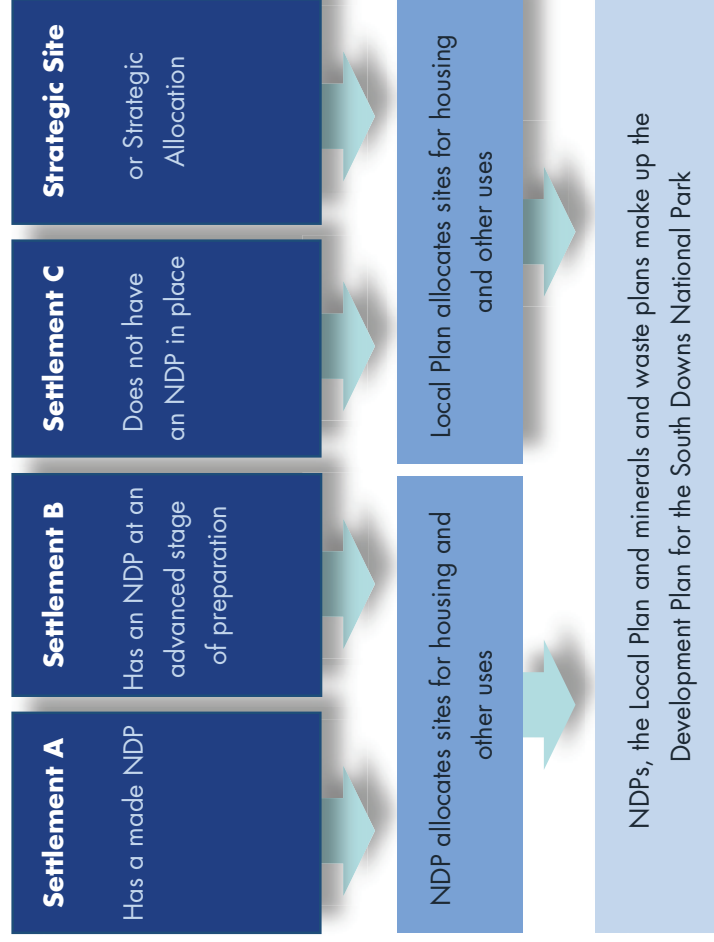 Settlement A
Has a made NDP
Settlement B
Has an NDP at an
advanced stage
of preparation
Settlement C
Does not have
an NDP in place
Strategic Site
or Strategic
Allocation
NDP allocates sites for housing and
other uses
Local Plan allocates sites for housing
and other uses
NDPs, the Local Plan and minerals and waste plans make up the
Development Plan for the South Downs National Park